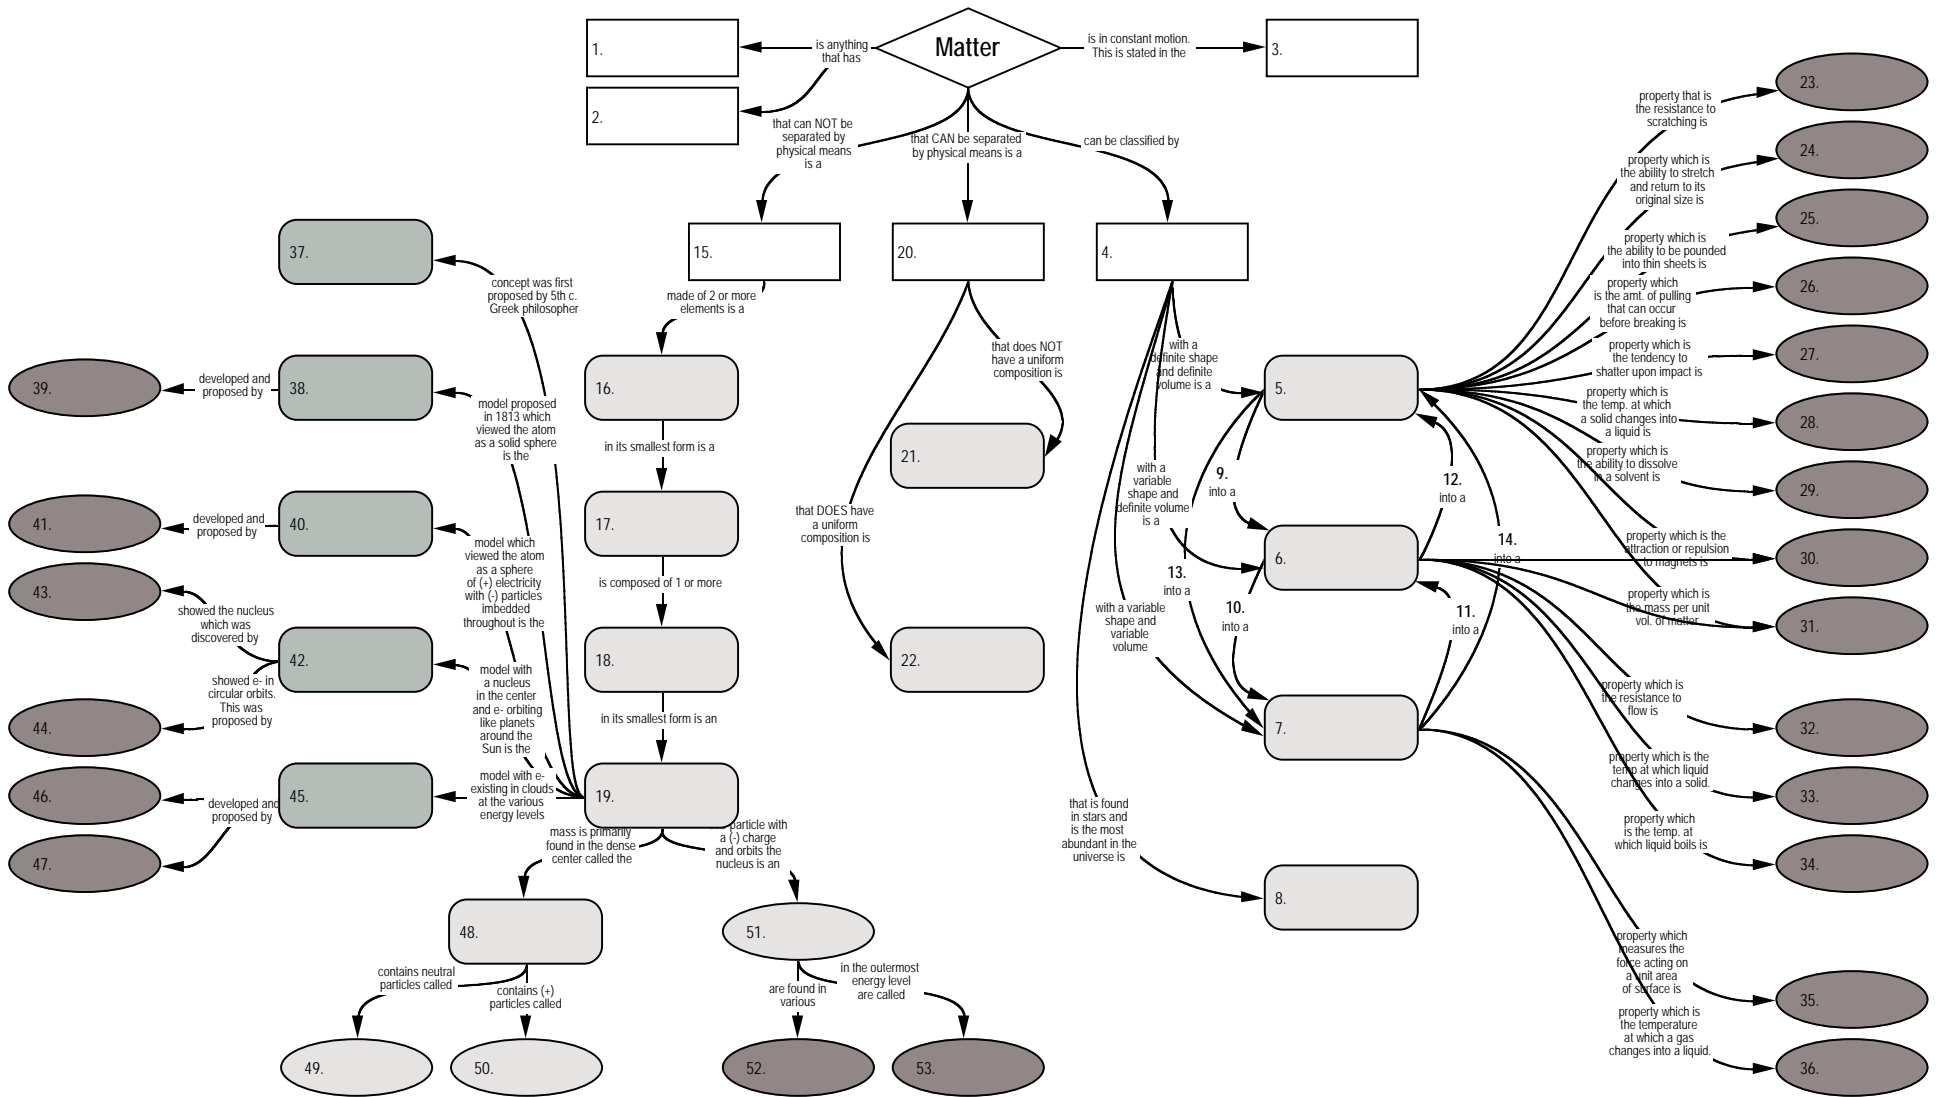 Matter
1.
is anything
that has
2.
is in constant motion.
This is stated in the
3.
that can NOT be
separated by
physical means
is a
that CAN be separated
by physical means is a
can be classified by
15.
20.
4.
made of 2 or more
elements is a
16.
in its smallest form is a
17.
is composed of 1 or more
18.
in its smallest form is an
19.
that does NOT
have a uniform
composition is
21.
that DOES have
a uniform
composition is
22.
with a
definite shape
and definite
volume is a
5.
with a
variable
shape and
definite volume
is a
6.
with a variable
shape and
variable
volume
7.
that is found
in stars and
is the most
abundant in the
universe is
8.
9.
into a
10.
into a
11.
into a
12.
into a
13.
into a
14.
into a
property that is
the resistance to
scratching is
23.
property which is
the ability to stretch
and return to its
original size is
24.
property which is
the ability to be pounded
into thin sheets is
25.
property which
is the amt. of pulling
that can occur
before breaking is
26.
property which is
the tendency to
shatter upon impact is
27.
property which is
the temp. at which
a solid changes into
a liquid is
28.
property which is
the ability to dissolve
in a solvent is
29.
property which is the
attraction or repulsion
to magnets is
30.
property which is
the mass per unit
vol. of matter
31.
property which is
the resistance to
flow is
32.
property which is the
temp at which liquid
changes into a solid.
33.
property which
is the temp. at
which liquid boils is
34.
property which
measures the
force acting on
a unit area
of surface is
35.
property which is
the temperature
at which a gas
changes into a liquid.
36.
37.
concept was first
proposed by 5th c.
Greek philosopher
38.
model proposed
in 1813 which
viewed the atom
as a solid sphere
is the
developed and
proposed by
39.
40.
model which
viewed the atom
as a sphere
of (+) electricity
with (-) particles
imbedded
throughout is the
developed and
proposed by
41.
42.
model with
a nucleus
in the center
and e- orbiting
like planets
around the
Sun is the
showed the nucleus
which was
discovered by
43.
showed e- in
circular orbits.
This was
proposed by
44.
45.
model with e-
existing in clouds
at the various
energy levels
developed and
proposed by
46.
47.
mass is primarily
found in the dense
center called the
48.
contains neutral
particles called
49.
contains (+)
particles called
50.
particle with
a (-) charge
and orbits the
nucleus is an
51.
are found in
various
52.
in the outermost
energy level
are called
53.